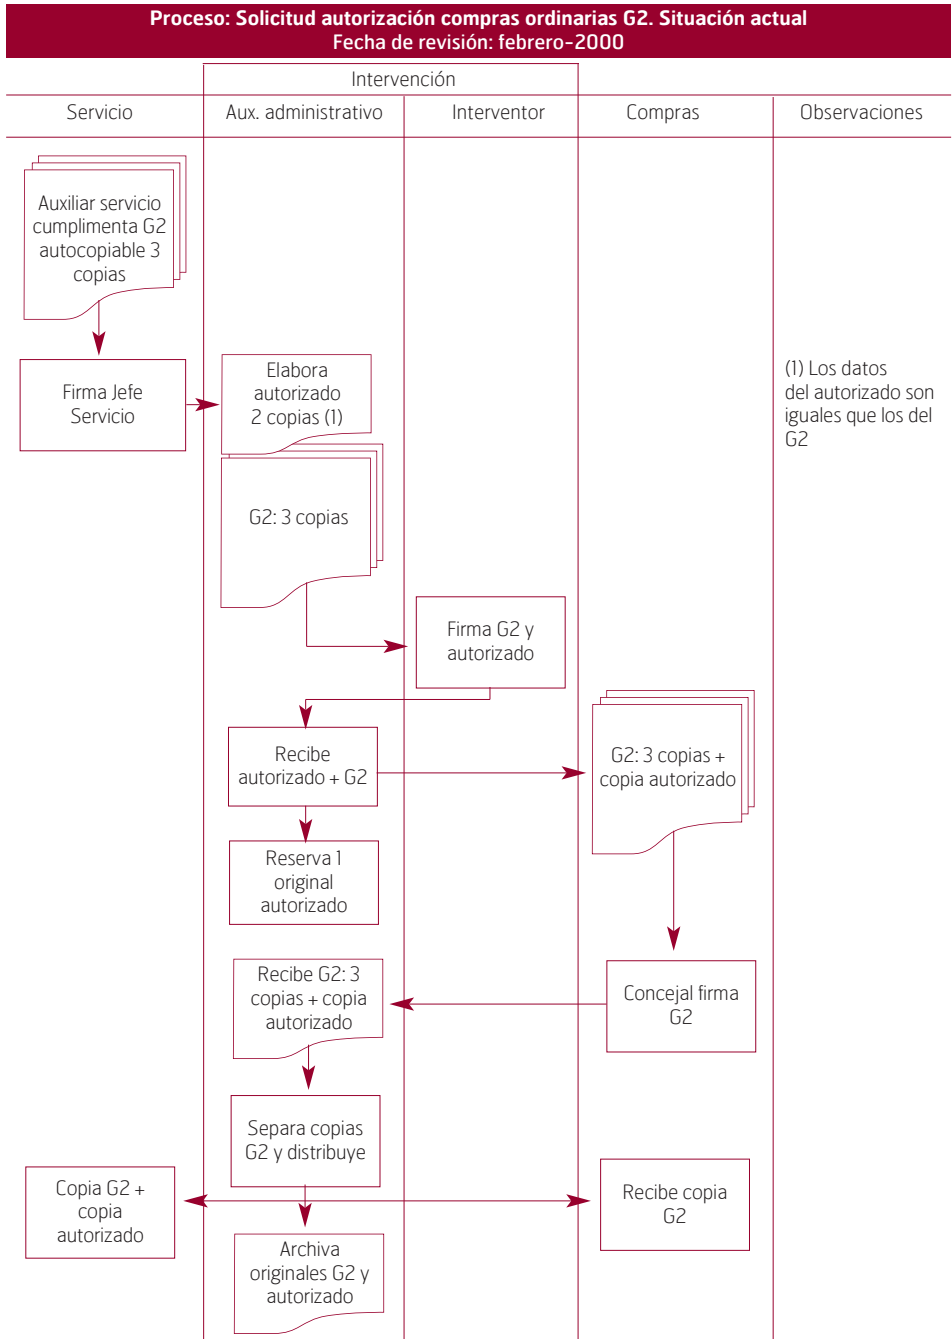 Proceso: Solicitud autorización compras ordinarias G2. Situación actual
Fecha de revisión: febrero-2000
Intervención
Servicio
Aux. administrativo
Interventor
Compras
Observaciones
Auxiliar servicio
cumplimenta G2
autocopiable 3
copias
Firma Jefe
Servicio
Elabora
autorizado
2 copias (1)
(1) Los datos
del autorizado son
iguales que los del
G2
G2: 3 copias
Firma G2 y
autorizado
Recibe
autorizado + G2
G2: 3 copias +
copia autorizado
Reserva 1
original
autorizado
Concejal firma
G2
Recibe G2: 3
copias + copia
autorizado
Separa copias
G2 y distribuye
Copia G2 +
copia
autorizado
Recibe copia
G2
Archiva
originales G2 y
autorizado